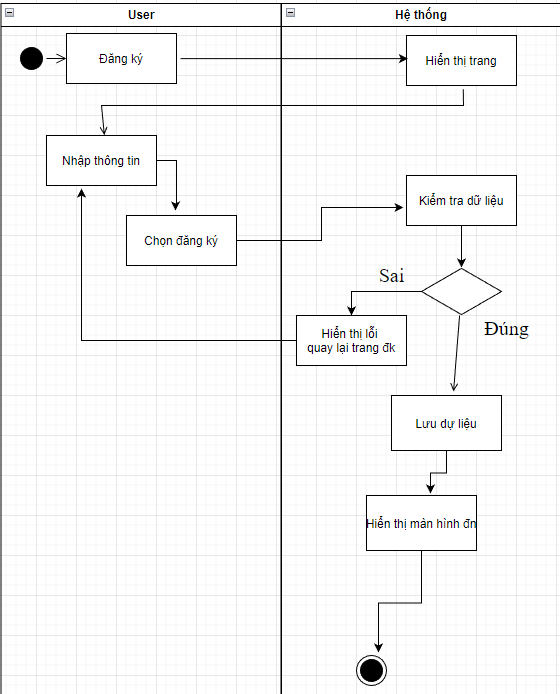 User
Hệ thống
Đăng ký
Hiển thị trang
Nhập thông tin
Chọn đăng ký
Kiểm tra dữ liệu
Sai
Hiển thị lỗi
quay lại trang đk
Đúng
Lưu dự liệu
Hiển thị màn hình đn